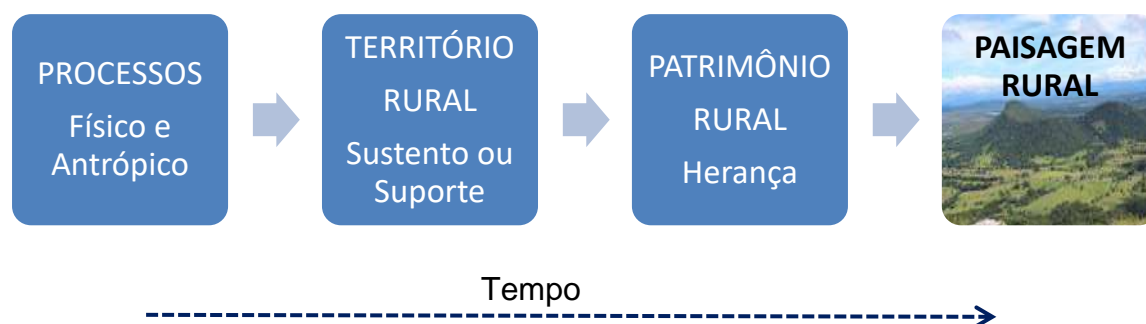 PROCESSOS
Físico e
Antrópico
TERRITÓRIO
RURAL
Sustento ou
Suporte
PATRIMÔNIO
RURAL
Herança
PAISAGEM
RURAL
Tempo